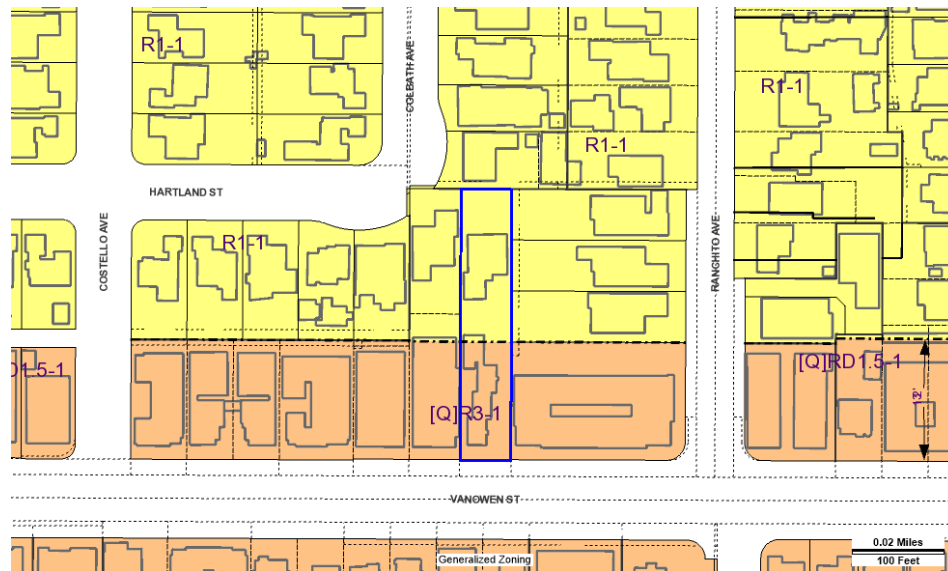 R1-1
COLBATH AVE
R1-1
R1-1
HARTLAND ST
COSTELLO AVE
R1-1
RANCHITO AVE
D1.5-1
[Q]R3-1
[Q]RD1.5-1
VANOWEN ST
Generalized Zoning
0.02 Miles
100 Feet